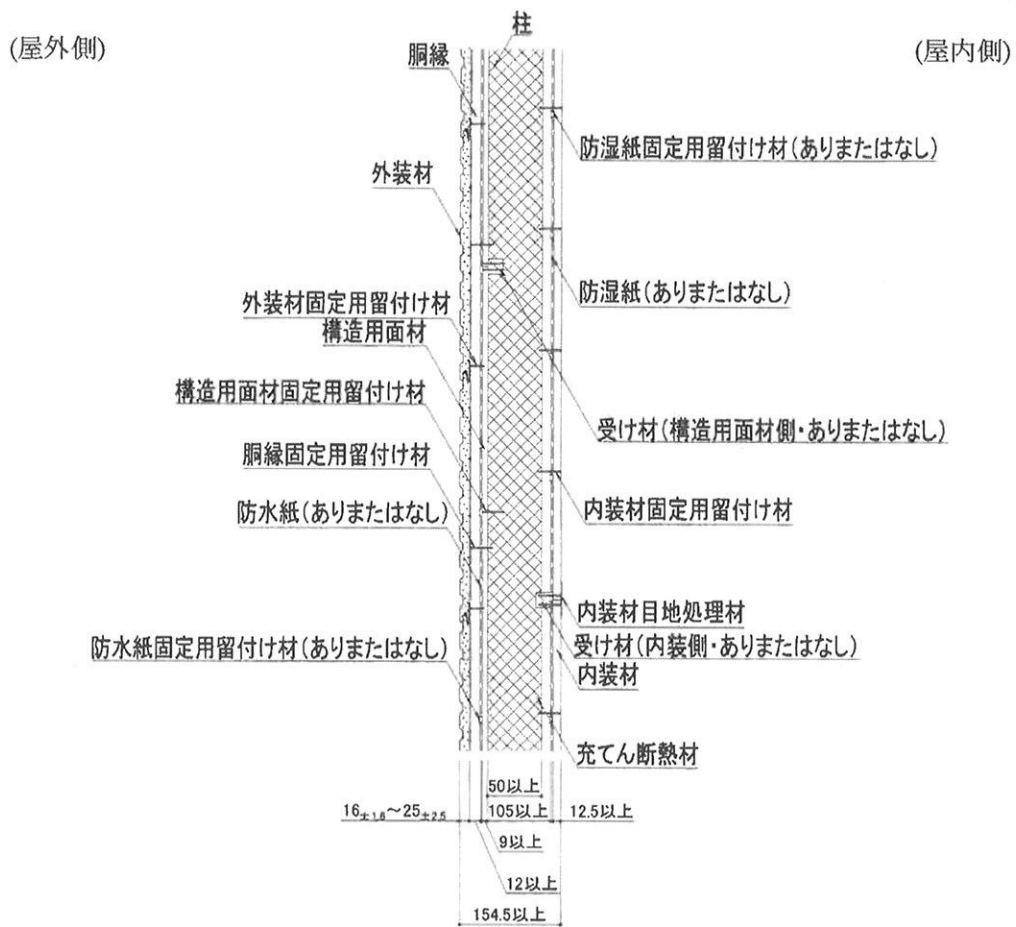 (屋外側)
柱
(屋内側)
胴縁
防湿紙固定用留付け材(ありまたはなし)
外装材
防湿紙(ありまたはなし)
外装材固定用留付け材
構造用面材
構造用面材固定用留付け材
受け材(構造用面材側・ありまたはなし)
胴縁固定用留付け材
内装材固定用留付け材
防水紙(ありまたはなし)
内装材目地処理材
防水紙固定用留付け材(ありまたはなし)
受け材(内装側・ありまたはなし)
内装材
充てん断熱材
50以上
16±1.6～25±2.5
105以上
12.5以上
9以上
12以上
154.5以上